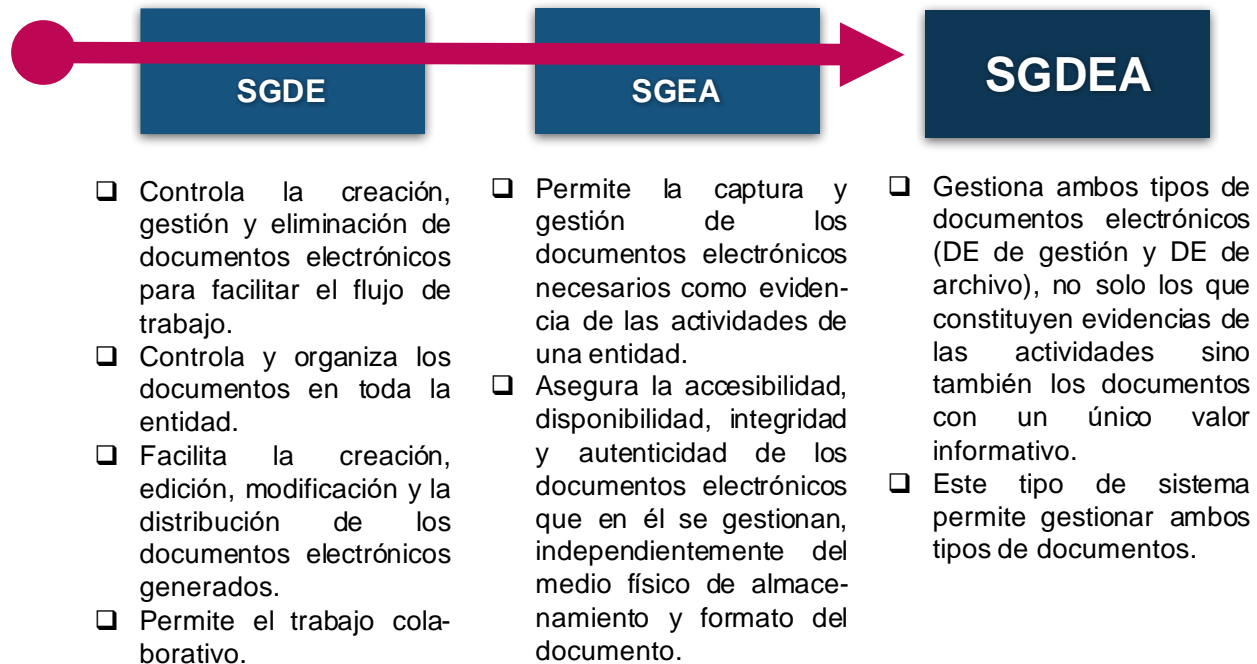 SGDE
SGEA
SGDEA
❑ Controla la creación,
gestión y eliminación de
documentos electrónicos
para facilitar el flujo de
trabajo.
❑ Controla y organiza los
documentos en toda la
entidad.
❑ Facilita la creación,
edición, modificación y la
distribución de los
documentos electrónicos
generados.
❑ Permite el trabajo cola-
borativo.
❑ Permite la captura y
gestión de los
documentos electrónicos
necesarios como eviden-
cia de las actividades de
una entidad.
❑ Asegura la accesibilidad,
disponibilidad, integridad
y autenticidad de los
documentos electrónicos
que en él se gestionan,
independientemente del
medio físico de almace-
namiento y formato del
documento.
❑ Gestiona ambos tipos de
documentos electrónicos
(DE de gestión y DE de
archivo), no solo los que
constituyen evidencias de
las actividades sino
también los documentos
con un único valor
informativo.
❑ Este tipo de sistema
permite gestionar ambos
tipos de documentos.